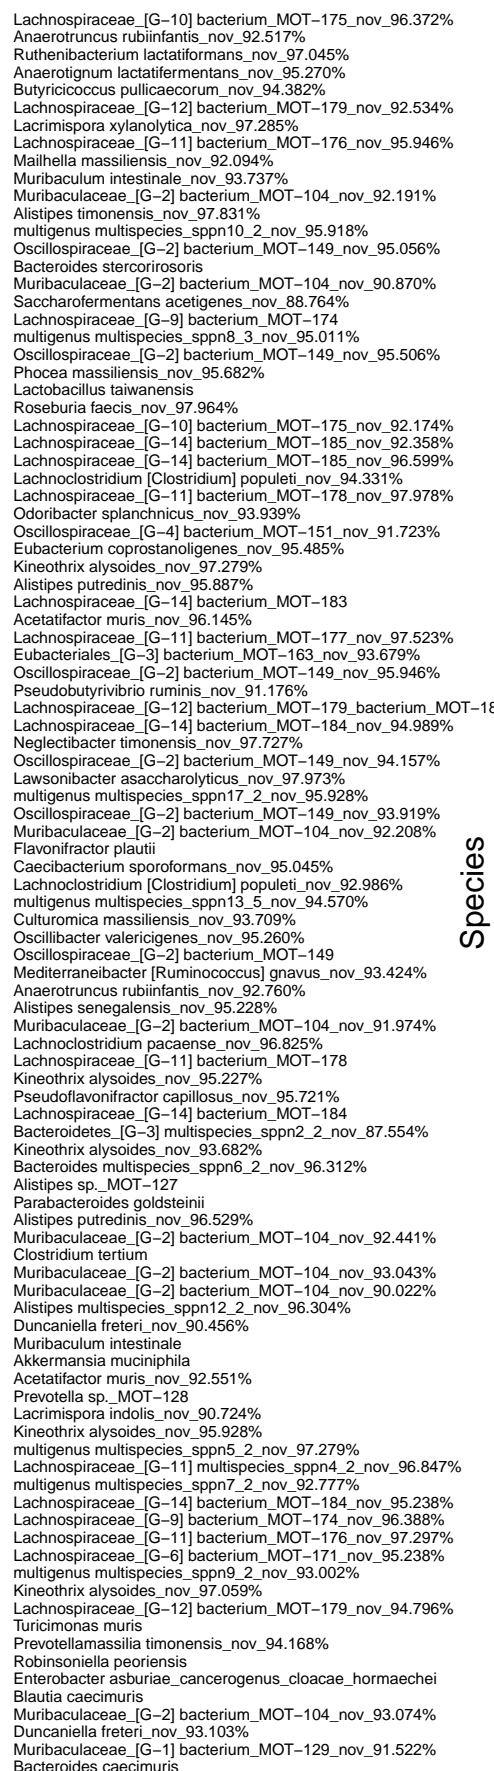 Lachnospiraceae_[G−10] bacterium_MOT−175_nov_96.372%
Anaerotruncus rubiinfantis_nov_92.517%
Ruthenibacterium lactatiformans_nov_97.045%
Anaerotignum lactatifermentans_nov_95.270%
Butyricicoccus pullicaecorum_nov_94.382%
Lachnospiraceae_[G−12] bacterium_MOT−179_nov_92.534%
Lacrimispora xylanolytica_nov_97.285%
Lachnospiraceae_[G−11] bacterium_MOT−176_nov_95.946%
Mailhella massiliensis_nov_92.094%
Muribaculum intestinale_nov_93.737%
Muribaculaceae_[G−2] bacterium_MOT−104_nov_92.191%
Alistipes timonensis_nov_97.831%
multigenus multispecies_sppn10_2_nov_95.918%
Oscillospiraceae_[G−2] bacterium_MOT−149_nov_95.056%
Bacteroides stercorirosoris
Muribaculaceae_[G−2] bacterium_MOT−104_nov_90.870%
Saccharofermentans acetigenes_nov_88.764%
Lachnospiraceae_[G−9] bacterium_MOT−174
multigenus multispecies_sppn8_3_nov_95.011%
Oscillospiraceae_[G−2] bacterium_MOT−149_nov_95.506%
Phocea massiliensis_nov_95.682%
Lactobacillus taiwanensis
Roseburia faecis_nov_97.964%
Lachnospiraceae_[G−10] bacterium_MOT−175_nov_92.174%
Lachnospiraceae_[G−14] bacterium_MOT−185_nov_92.358%
Lachnospiraceae_[G−14] bacterium_MOT−185_nov_96.599%
Lachnoclostridium [Clostridium] populeti_nov_94.331%
Lachnospiraceae_[G−11] bacterium_MOT−178_nov_97.978%
Odoribacter splanchnicus_nov_93.939%
Oscillospiraceae_[G−4] bacterium_MOT−151_nov_91.723%
Eubacterium coprostanoligenes_nov_95.485%
Kineothrix alysoides_nov_97.279%
Alistipes putredinis_nov_95.887%
Lachnospiraceae_[G−14] bacterium_MOT−183
Acetatifactor muris_nov_96.145%
Lachnospiraceae_[G−11] bacterium_MOT−177_nov_97.523%
Eubacteriales_[G−3] bacterium_MOT−163_nov_93.679%
Oscillospiraceae_[G−2] bacterium_MOT−149_nov_95.946%
Pseudobutyrivibrio ruminis_nov_91.176%
Lachnospiraceae_[G−12] bacterium_MOT−179_bacterium_MOT−18
Lachnospiraceae_[G−14] bacterium_MOT−184_nov_94.989%
Neglectibacter timonensis_nov_97.727%
Oscillospiraceae_[G−2] bacterium_MOT−149_nov_94.157%
Lawsonibacter asaccharolyticus_nov_97.973%
multigenus multispecies_sppn17_2_nov_95.928%
Oscillospiraceae_[G−2] bacterium_MOT−149_nov_93.919%
Muribaculaceae_[G−2] bacterium_MOT−104_nov_92.208%
Flavonifractor plautii
Caecibacterium sporoformans_nov_95.045%
Lachnoclostridium [Clostridium] populeti_nov_92.986%
multigenus multispecies_sppn13_5_nov_94.570%
Culturomica massiliensis_nov_93.709%
Oscillibacter valericigenes_nov_95.260%
Oscillospiraceae_[G−2] bacterium_MOT−149
Mediterraneibacter [Ruminococcus] gnavus_nov_93.424%
Anaerotruncus rubiinfantis_nov_92.760%
Alistipes senegalensis_nov_95.228%
Muribaculaceae_[G−2] bacterium_MOT−104_nov_91.974%
Lachnoclostridium pacaense_nov_96.825%
Lachnospiraceae_[G−11] bacterium_MOT−178
Kineothrix alysoides_nov_95.227%
Pseudoflavonifractor capillosus_nov_95.721%
Lachnospiraceae_[G−14] bacterium_MOT−184
Bacteroidetes_[G−3] multispecies_sppn2_2_nov_87.554%
Kineothrix alysoides_nov_93.682%
Bacteroides multispecies_sppn6_2_nov_96.312%
Alistipes sp._MOT−127
Parabacteroides goldsteinii
Alistipes putredinis_nov_96.529%
Muribaculaceae_[G−2] bacterium_MOT−104_nov_92.441%
Clostridium tertium
Muribaculaceae_[G−2] bacterium_MOT−104_nov_93.043%
Muribaculaceae_[G−2] bacterium_MOT−104_nov_90.022%
Alistipes multispecies_sppn12_2_nov_96.304%
Duncaniella freteri_nov_90.456%
Muribaculum intestinale
Akkermansia muciniphila
Acetatifactor muris_nov_92.551%
Prevotella sp._MOT−128
Lacrimispora indolis_nov_90.724%
Kineothrix alysoides_nov_95.928%
multigenus multispecies_sppn5_2_nov_97.279%
Lachnospiraceae_[G−11] multispecies_sppn4_2_nov_96.847%
multigenus multispecies_sppn7_2_nov_92.777%
Lachnospiraceae_[G−14] bacterium_MOT−184_nov_95.238%
Lachnospiraceae_[G−9] bacterium_MOT−174_nov_96.388%
Lachnospiraceae_[G−11] bacterium_MOT−176_nov_97.297%
Lachnospiraceae_[G−6] bacterium_MOT−171_nov_95.238%
multigenus multispecies_sppn9_2_nov_93.002%
Kineothrix alysoides_nov_97.059%
Lachnospiraceae_[G−12] bacterium_MOT−179_nov_94.796%
Turicimonas muris
Prevotellamassilia timonensis_nov_94.168%
Robinsoniella peoriensis
Enterobacter asburiae_cancerogenus_cloacae_hormaechei
Blautia caecimuris
Muribaculaceae_[G−2] bacterium_MOT−104_nov_93.074%
Duncaniella freteri_nov_93.103%
Muribaculaceae_[G−1] bacterium_MOT−129_nov_91.522%
Bacteroides caecimuris
Species